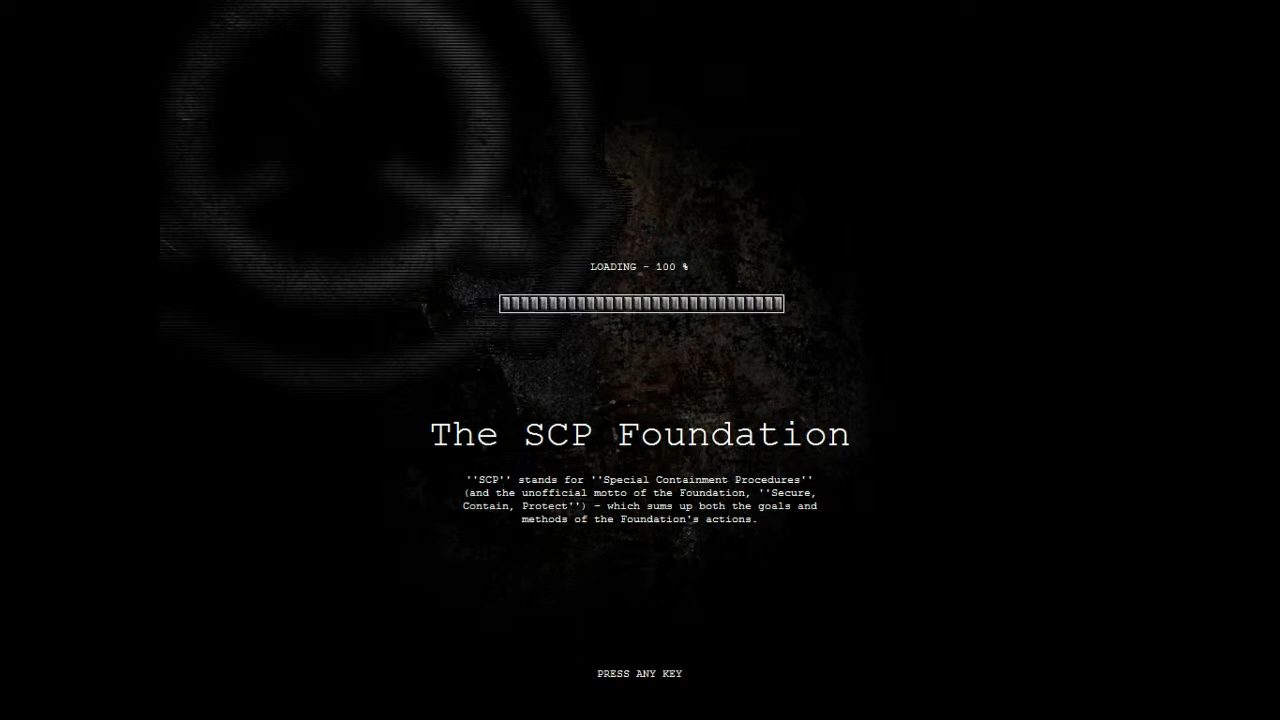 LOADING - 100 %
The SCP Foundation
''SCP'' stands for ''Special Containment Procedures''
(and the unofficial motto of the Foundation, ''Secure,
Contain, Protect'') - which sums up both the goals and
methods of the Foundation's actions.
PRESS ANY KEY